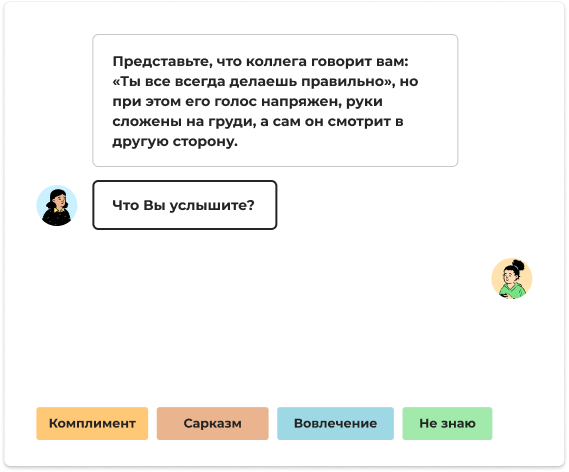 Представьте, что коллега говорит вам:
«Ты все всегда делаешь правильно», но
при этом его голос напряжен, руки
сложены на груди, а сам он смотрит в
другую сторону.
Что Вы услышите?
Комплимент
Сарказм
Вовлечение
Не знаю